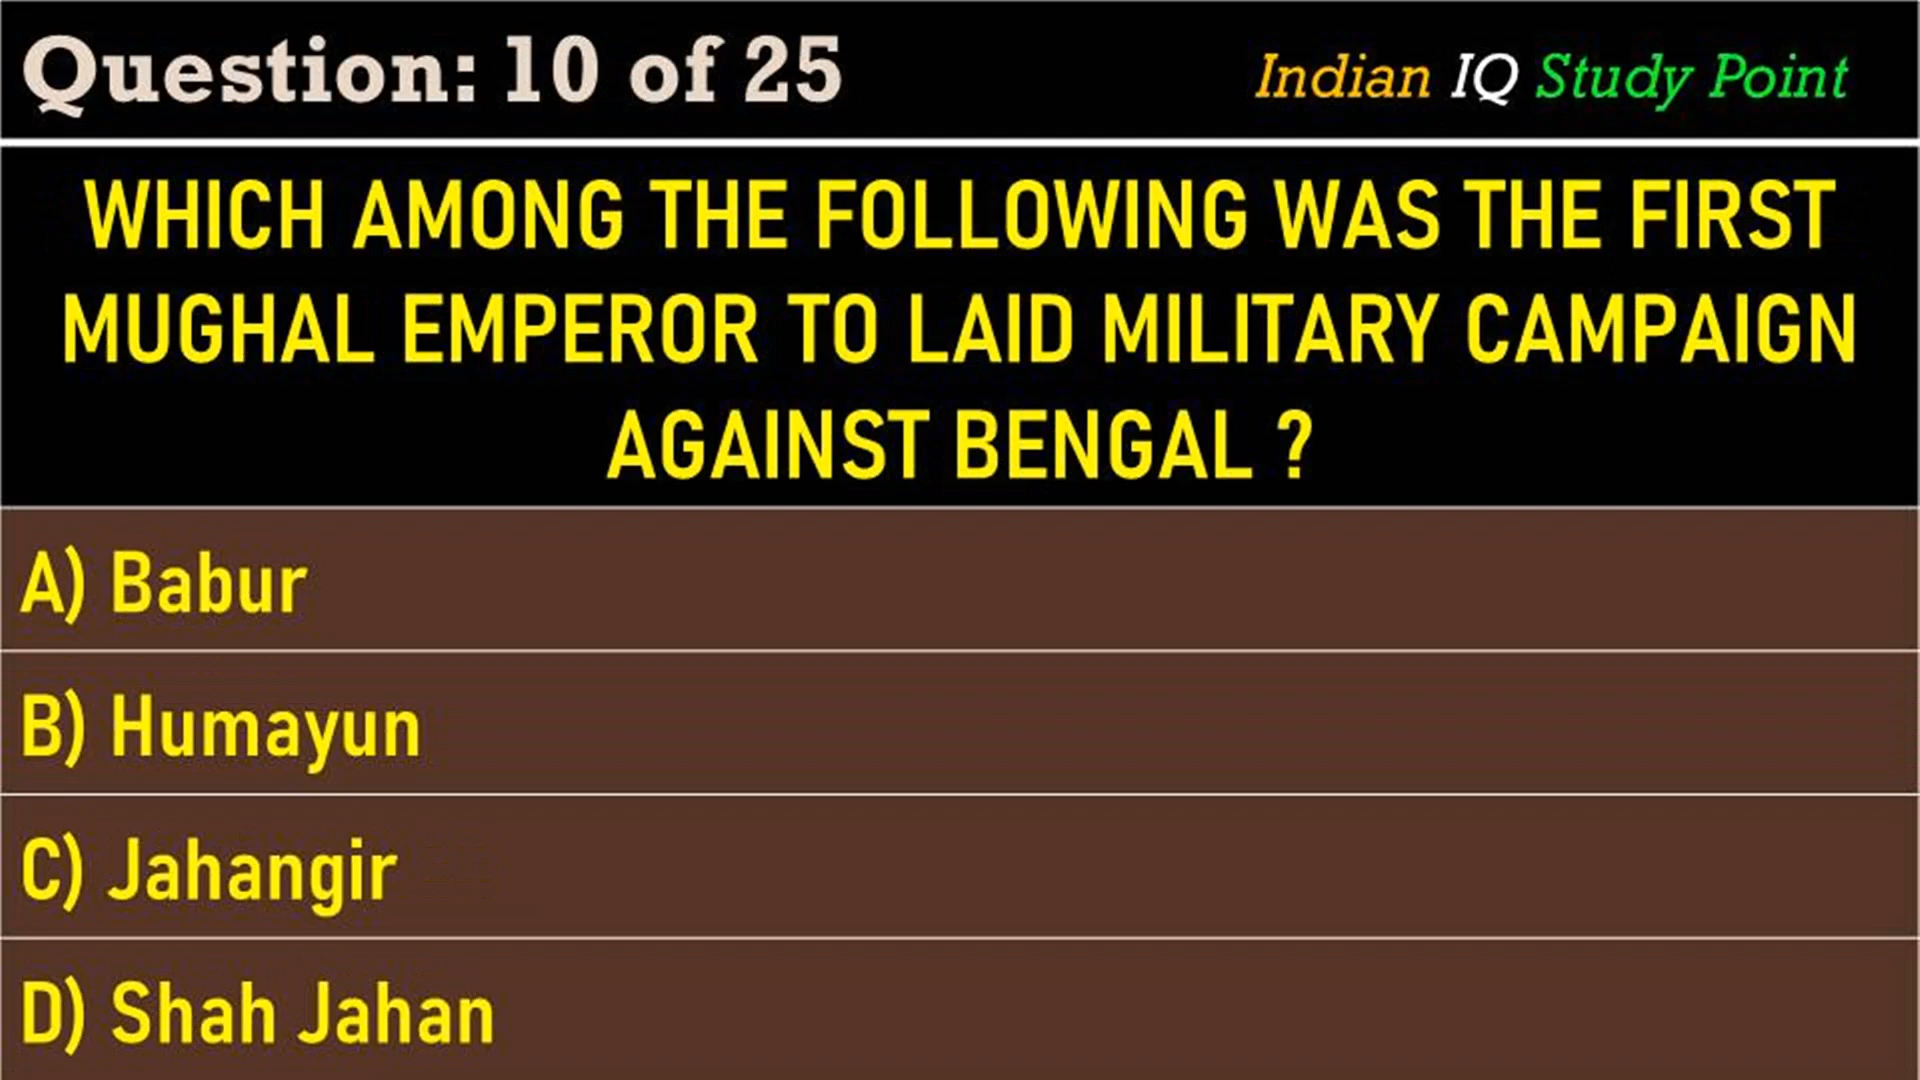 Question: 10 of 25
Indian IQ Study Point
WHICH AMONG THE FOLLOWING WAS THE FIRST
MUGHAL EMPEROR TO LAID MILITARY CAMPAIGN
AGAINST BENGAL ?
A) Babur
B) Humayun
C) Jahangir
D) Shah Jahan